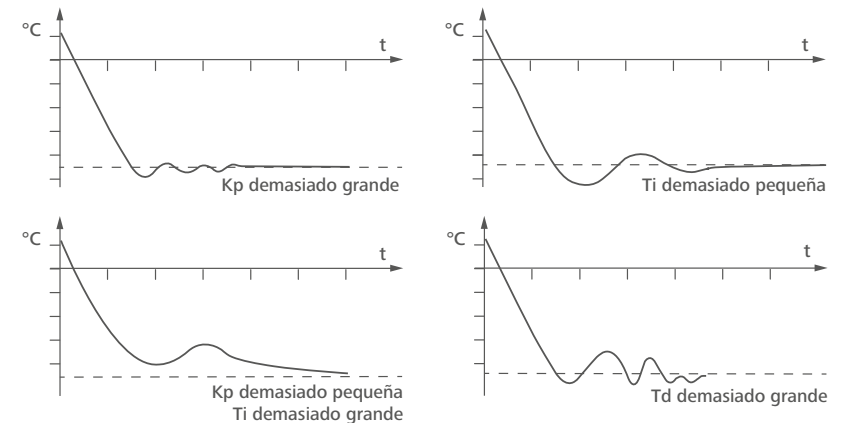 °C
t
Kp demasiado grande
°C
t
Ti demasiado pequeña
°C
t
Kp demasiado pequeña
Ti demasiado grande
°C
t
Td demasiado grande